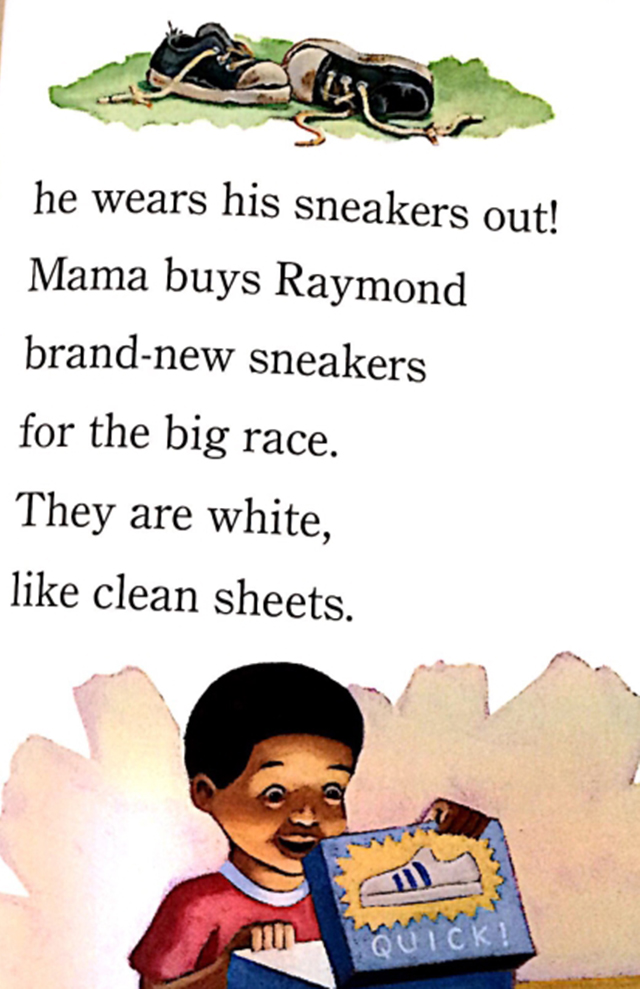 he wears his sneakers out!
Mama buys Raymond
brand-new sneakers
for the big race.
They are white,
like clean sheets.
QUICK!